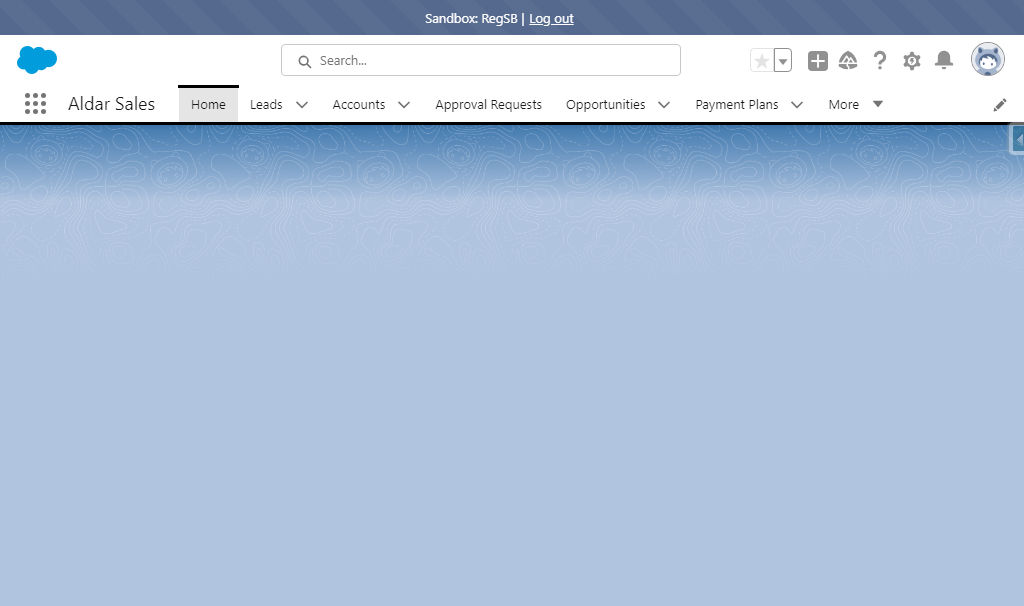 Sandbox: RegSB | Log out
Search...
Aldar Sales
Home
Leads
Accounts
Approval Requests
Opportunities
Payment Plans
More